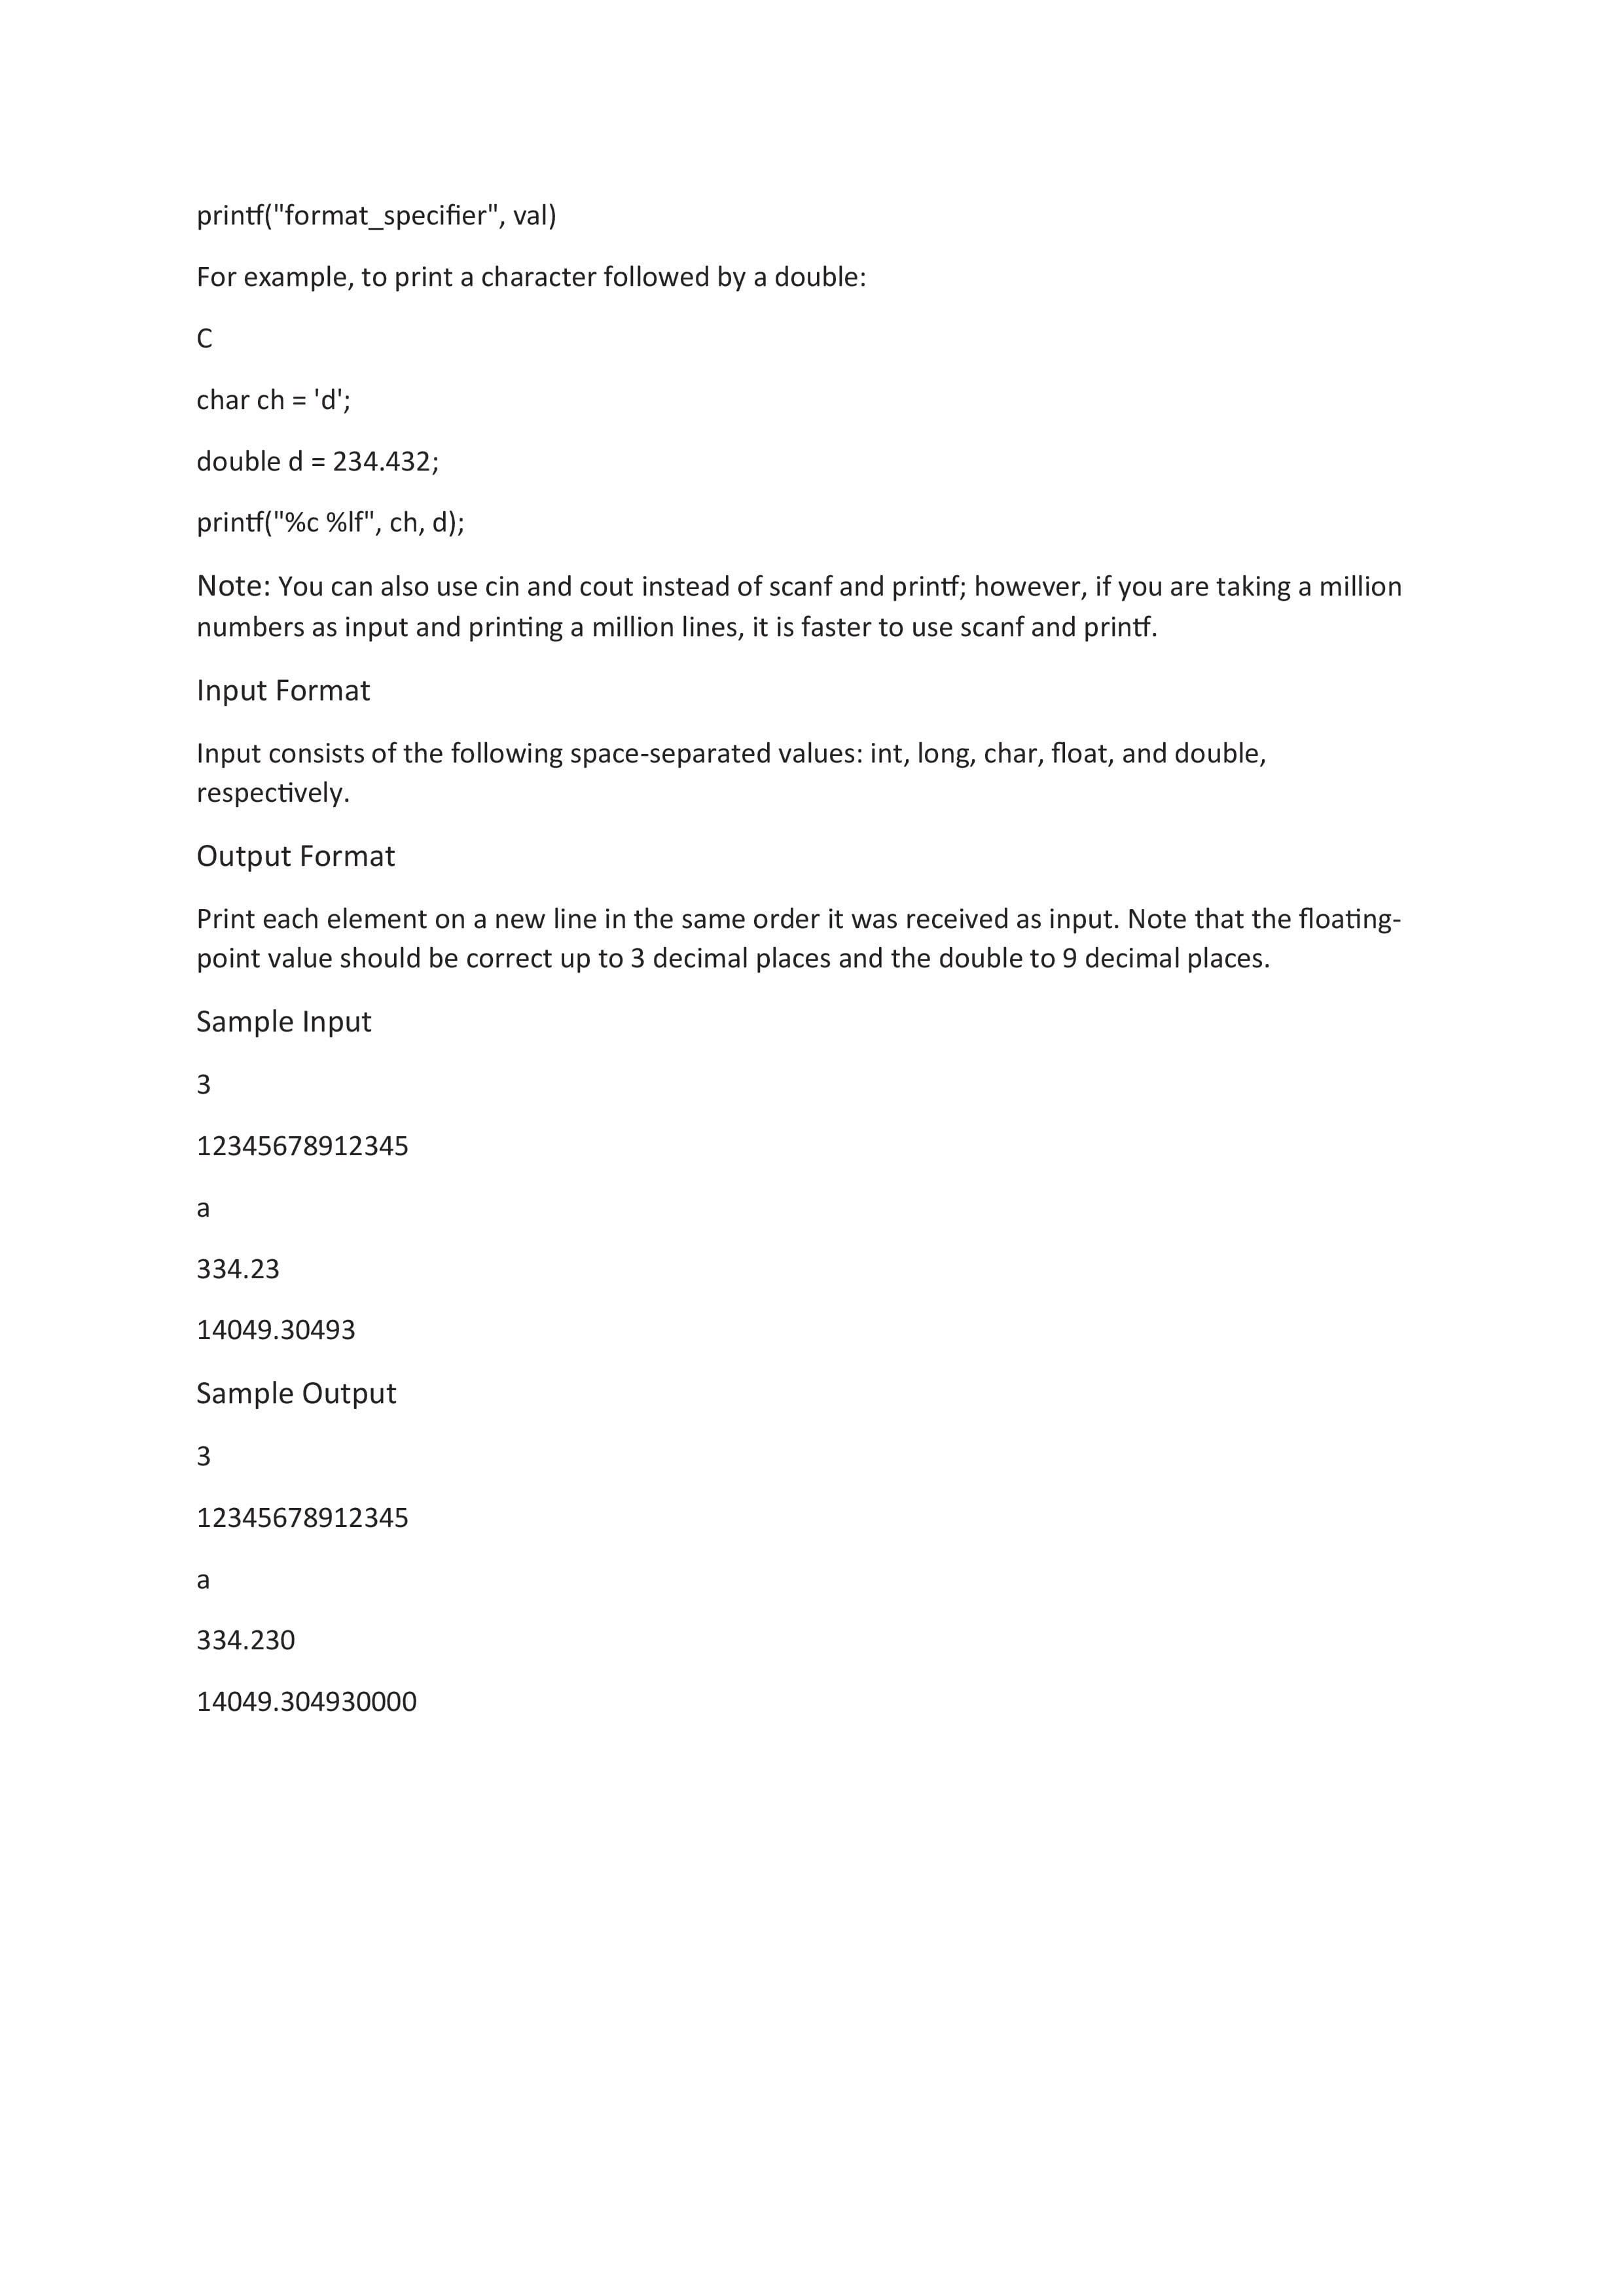 printf("format_specifier", val)
For example, to print a character followed by a double:
C
char ch = 'd';
double d = 234.432;
printf("%c %lf", ch, d);
Note: You can also use cin and cout instead of scanf and printf; however, if you are taking a million
numbers as input and printing a million lines, it is faster to use scanf and printf.
Input Format
Input consists of the following space-separated values: int, long, char, float, and double,
respectively.
Output Format
Print each element on a new line in the same order it was received as input. Note that the floating-
point value should be correct up to 3 decimal places and the double to 9 decimal places.
Sample Input
3
12345678912345
a
334.23
14049.30493
Sample Output
3
12345678912345
a
334.230
14049.304930000